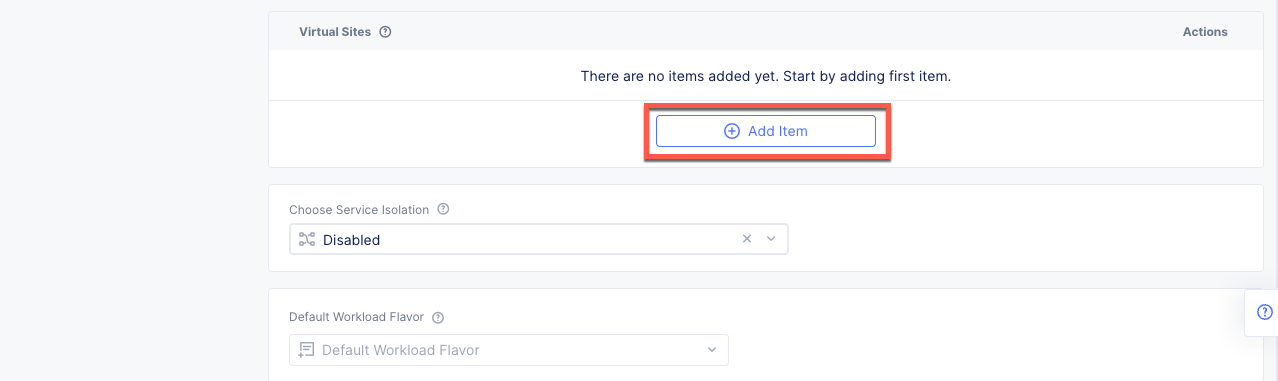 Virtual Sites Actions
There are no items added yet. Start by adding first item.
Add Item
Choose Service Isolation
Disabled
Default Workload Flavor
Default Workload Flavor